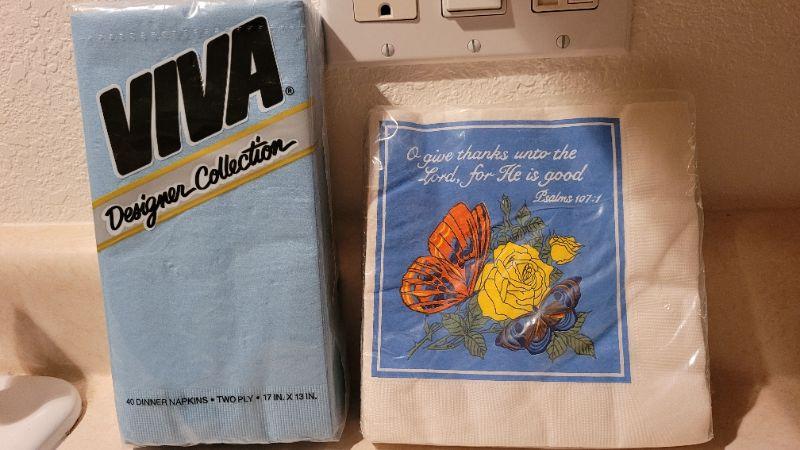 VIVA®
Designer Collection
40 DINNER NAPKINS • TWO PLY • 17 IN. X 13 IN.
O give thanks unto the
Lord, for He is good
Psalms 107:1